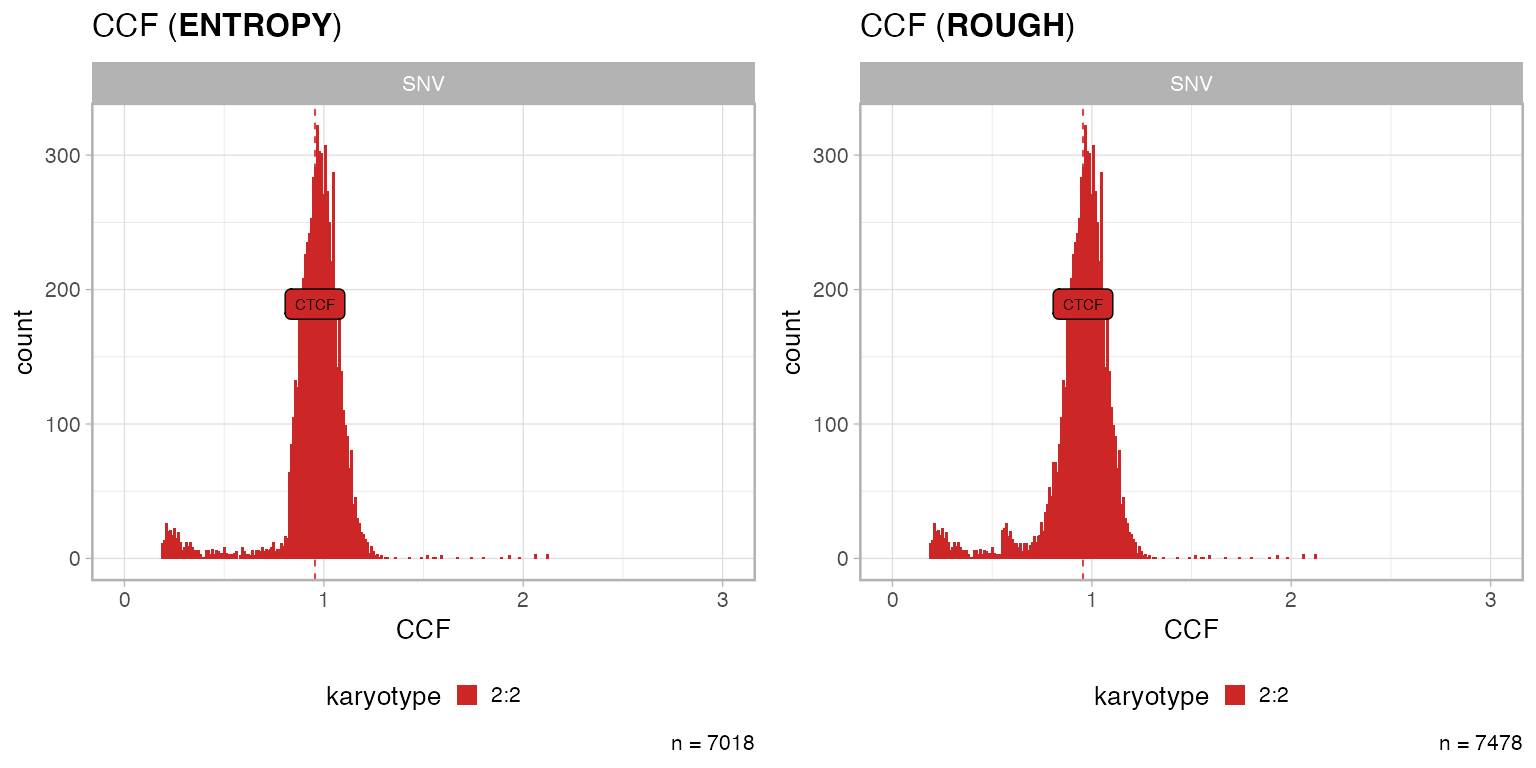 CCF (ENTROPY)
SNV
300
200
100
0
count
CTCF
0 1 2 3
CCF
karyotype 2:2
n = 7018
CCF (ROUGH)
SNV
300
200
100
0
count
CTCF
0 1 2 3
CCF
karyotype 2:2
n = 7478